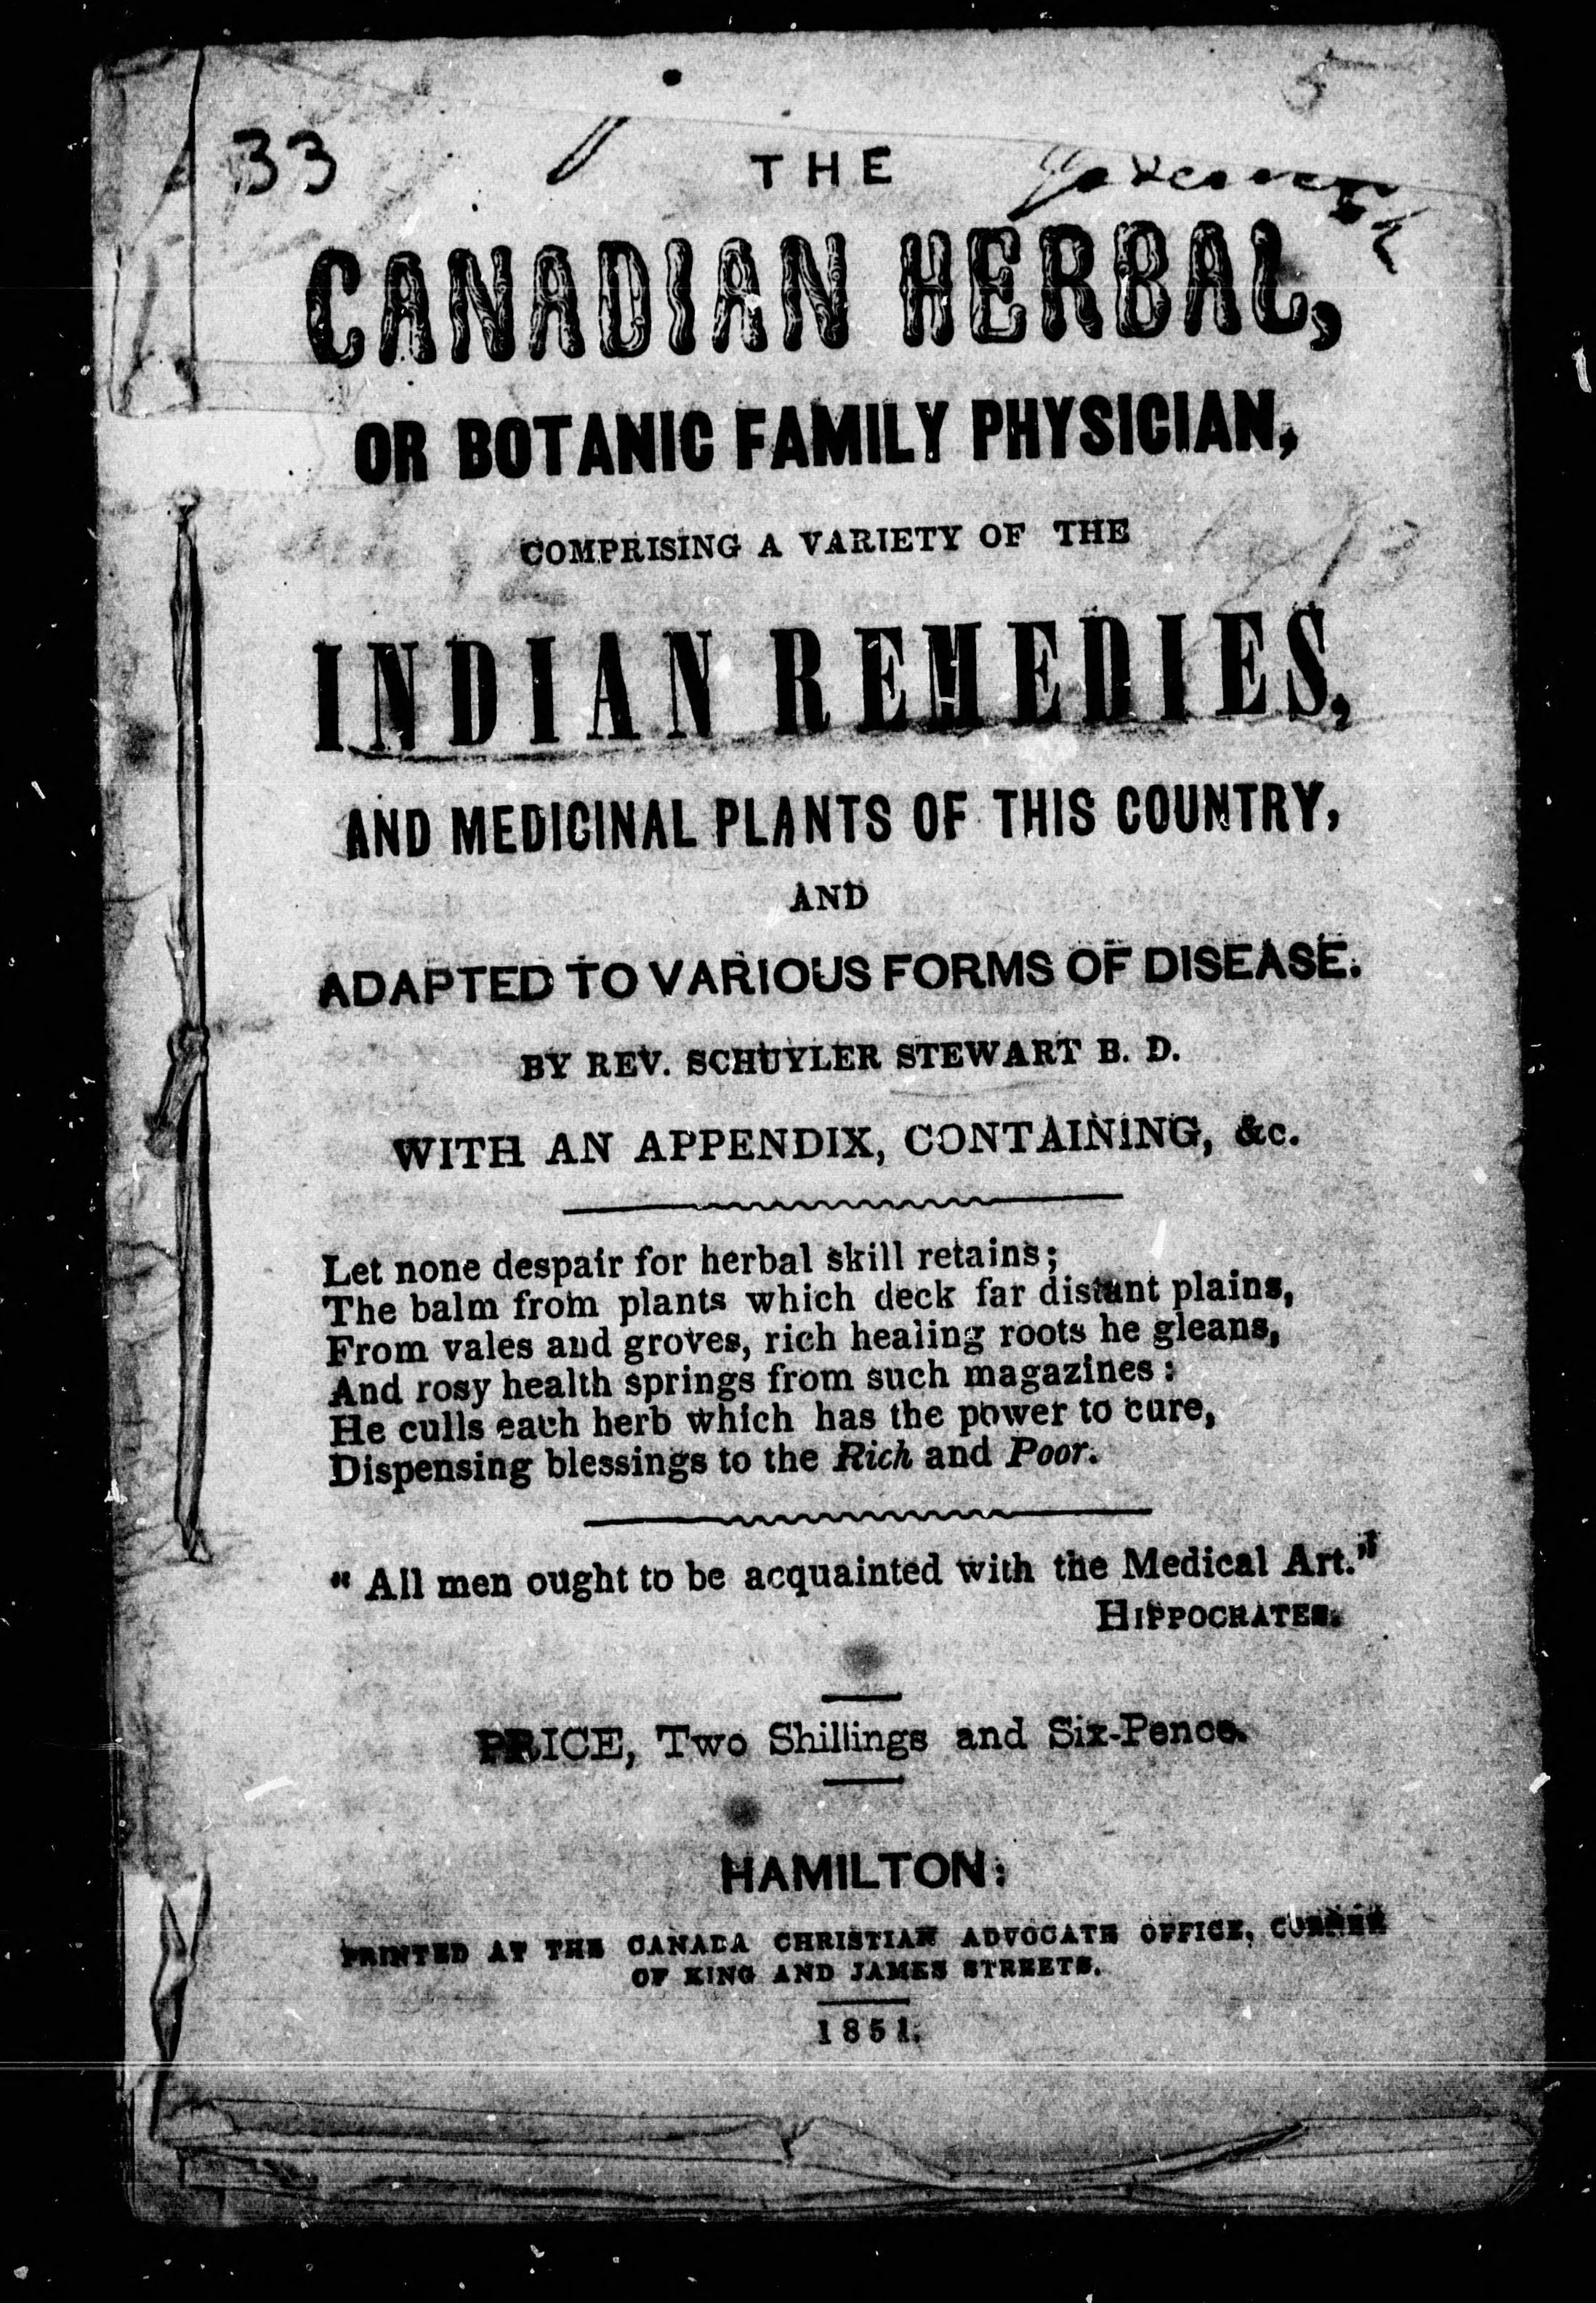 5
33
THE
CANADIAN HERBAL,
OR BOTANIC FAMILY PHYSICIAN,
COMPRISING A VARIETY OF THE
INDIAN REMEDIES,
AND MEDICINAL PLANTS OF THIS COUNTRY,
AND
ADAPTED TO VARIOUS FORMS OF DISEASE.
BY REV. SCHUYLER STEWART B. D.
WITH AN APPENDIX, CONTAINING, &c.
Let none despair for herbal skill retains;
The balm from plants which deck far distant plains,
From vales and groves, rich healing roots he gleans,
And rosy health springs from such magazines:
He culls each herb which has the power to cure,
Dispensing blessings to the Rich and Poor.
" All men ought to be acquainted with the Medical Art."
HIPPOCRATES.
PRICE, Two Shillings and Six-Pence.
HAMILTON:
PRINTED AT THE CANADA CHRISTIAN ADVOCATE OFFICE, CORNER
OF KING AND JAMES STREETS.
1851.